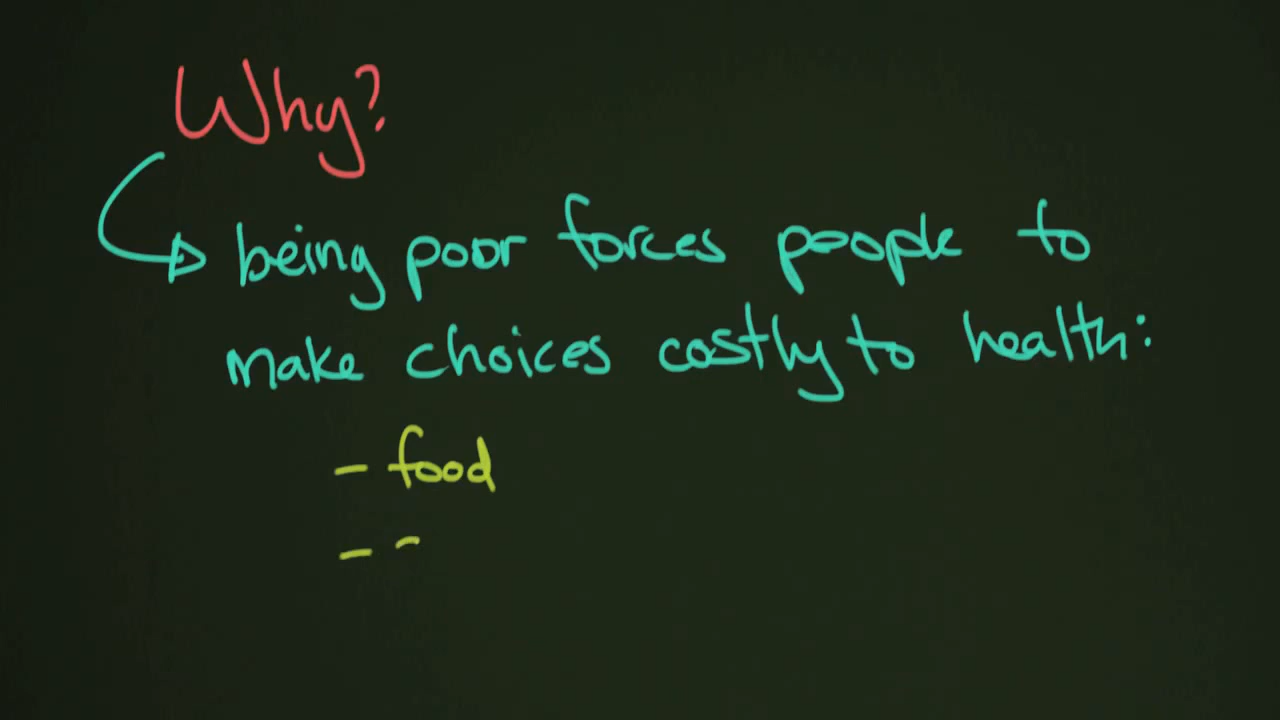 Why?
being poor forces people to
make choices costly to health:
- food
-